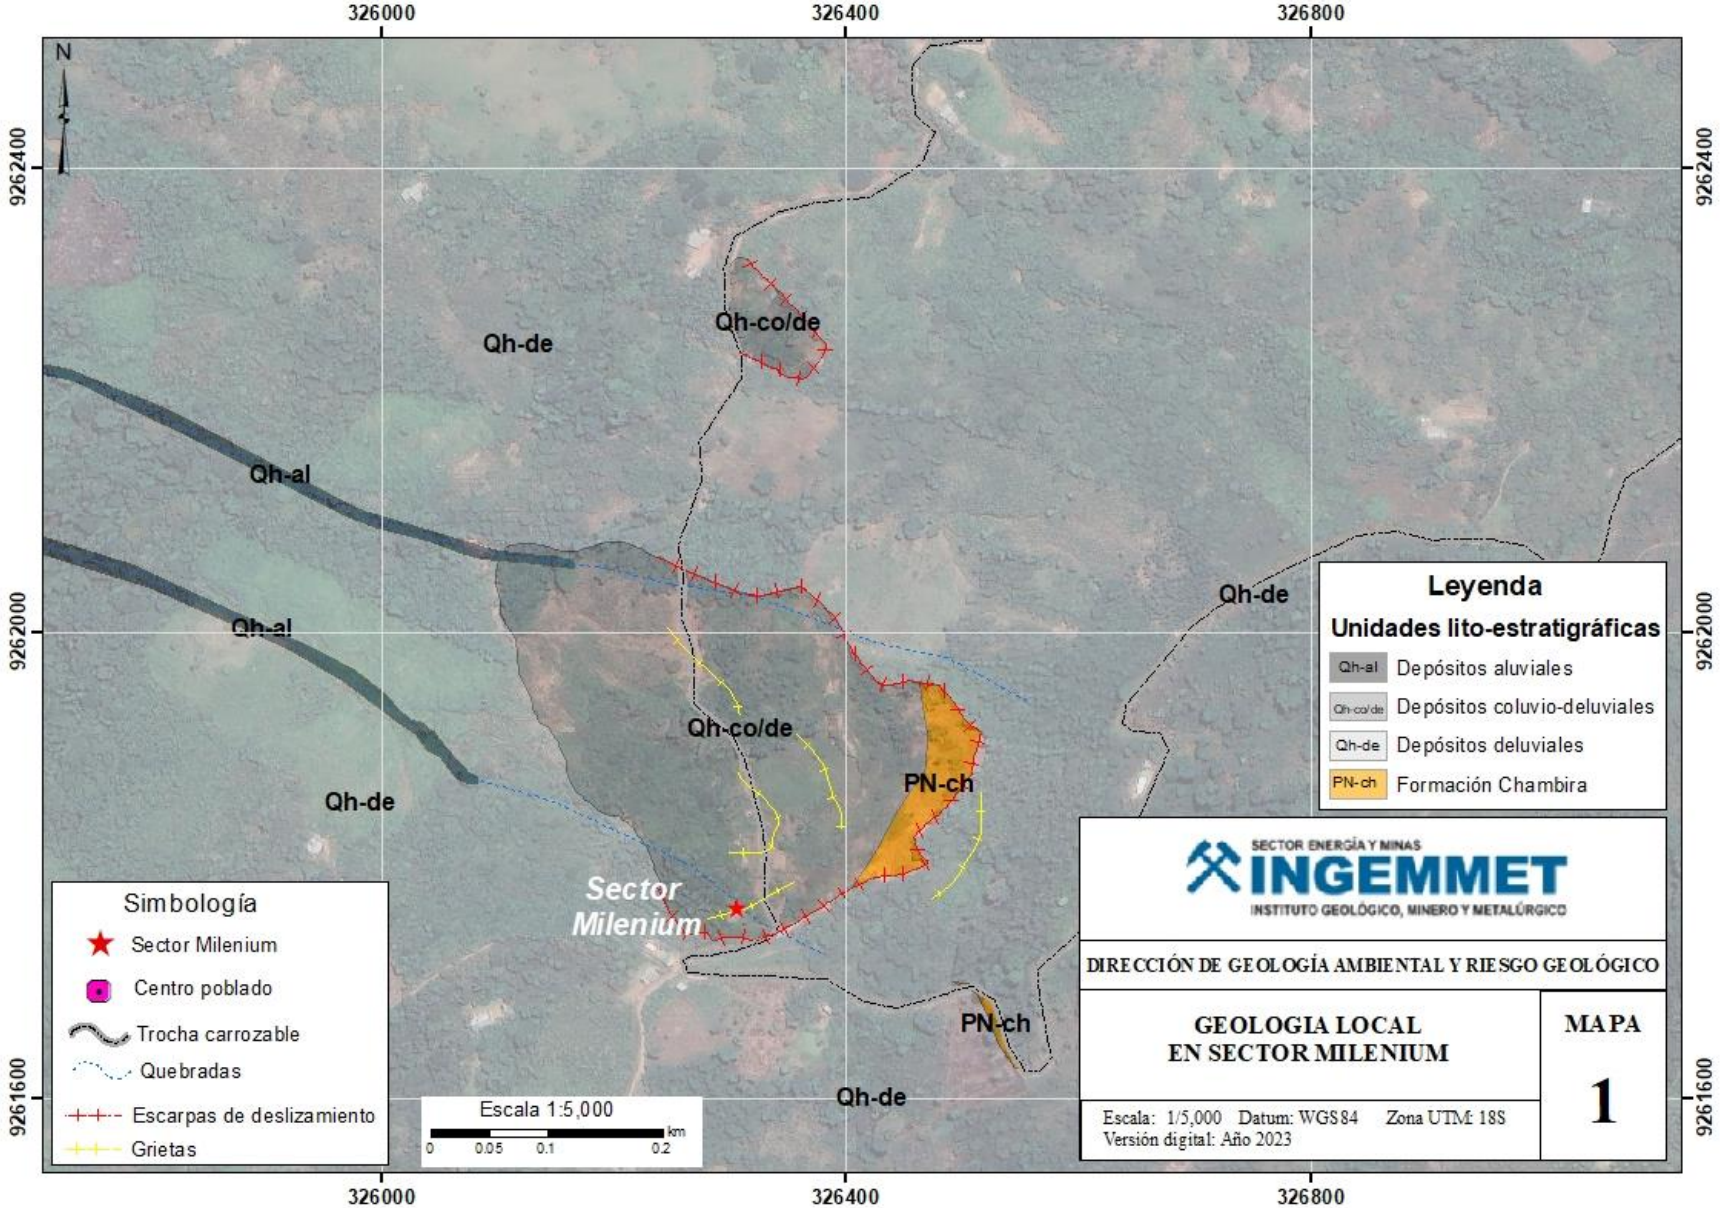 326000
326400
326800
N
9262400
9262400
Qh-co/de
Qh-de
Qh-al
Qh-de
9262000
Qh-al
9262000
Qh-co/de
PN-ch
Qh-de
Sector
Milenium
PN-ch
Qh-de
9261600
9261600
Leyenda
Unidades lito-estratigráficas
Qh-al Depósitos aluviales
Qh-co/de Depósitos coluvio-deluviales
Qh-de Depósitos deluviales
PN-ch Formación Chambira
SECTOR ENERGÍA Y MINAS
INGEMMET
INSTITUTO GEOLÓGICO, MINERO Y METALÚRGICO
DIRECCIÓN DE GEOLOGÍA AMBIENTAL Y RIESGO GEOLÓGICO
GEOLOGIA LOCAL
EN SECTOR MILENIUM
MAPA
1
Escala: 1/5,000 Datum: WGS84 Zona UTM: 18S
Versión digital: Año 2023
Simbología
Sector Milenium
Centro poblado
Trocha carrozable
Quebradas
Escarpas de deslizamiento
Grietas
Escala 1:5,000
km
0 0.05 0.1 0.2
326000
326400
326800